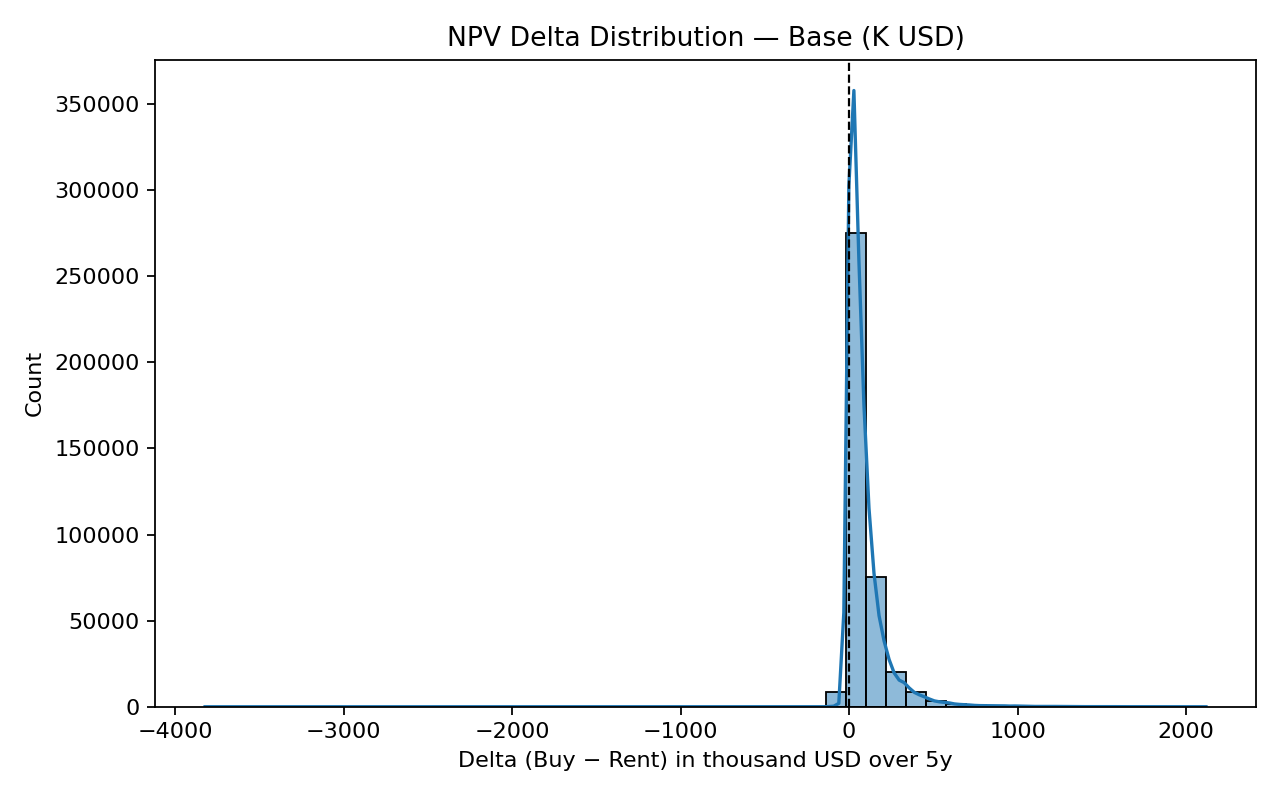 NPV Delta Distribution — Base (K USD)
350000
300000
250000
200000
150000
100000
50000
0
Count
−4000 −3000 −2000 −1000 0 1000 2000
Delta (Buy − Rent) in thousand USD over 5y